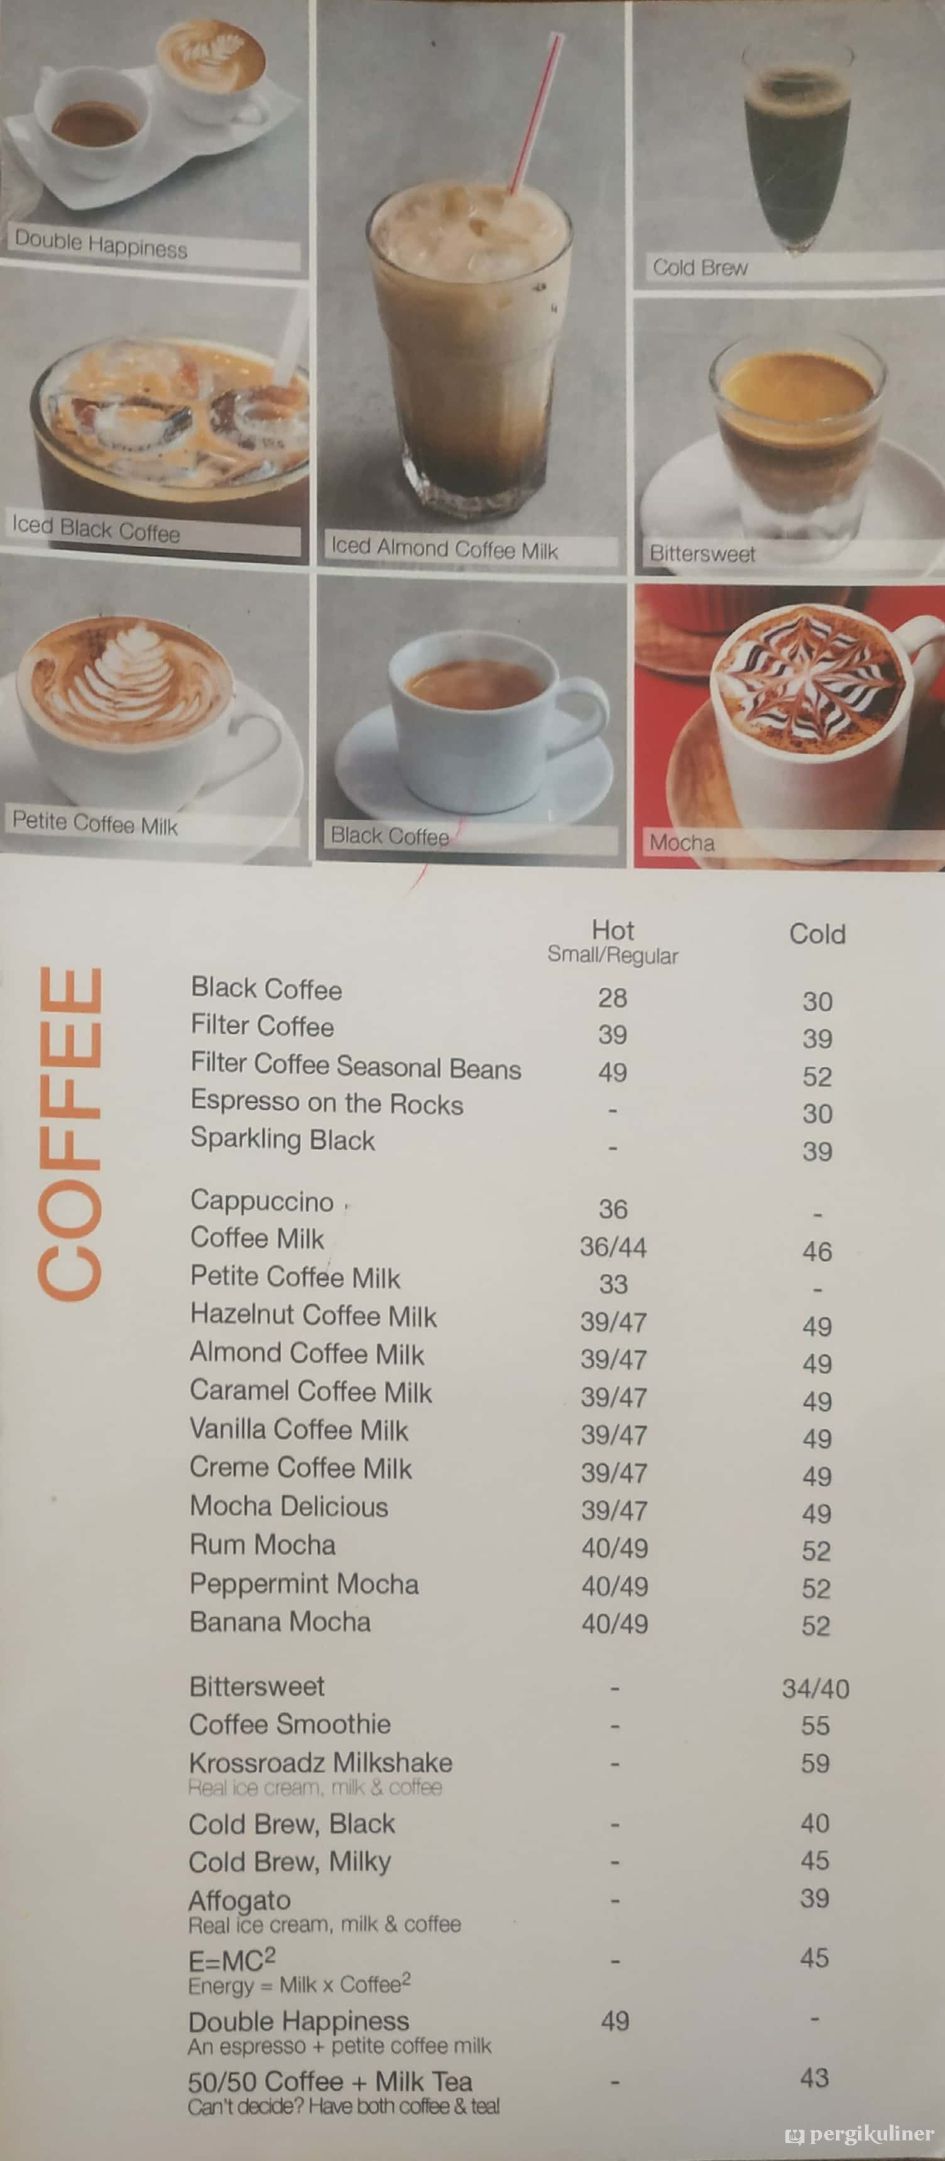 Double Happiness
Cold Brew
Iced Black Coffee
Iced Almond Coffee Milk
Bittersweet
Petite Coffee Milk
Black Coffee
Mocha
COFFEE
Hot Cold
Small/Regular
Black Coffee 28 30
Filter Coffee 39 39
Filter Coffee Seasonal Beans 49 52
Espresso on the Rocks - 30
Sparkling Black - 39
Cappuccino 36 -
Coffee Milk 36/44 46
Petite Coffee Milk 33 -
Hazelnut Coffee Milk 39/47 49
Almond Coffee Milk 39/47 49
Caramel Coffee Milk 39/47 49
Vanilla Coffee Milk 39/47 49
Creme Coffee Milk 39/47 49
Mocha Delicious 39/47 49
Rum Mocha 40/49 52
Peppermint Mocha 40/49 52
Banana Mocha 40/49 52
Bittersweet - 34/40
Coffee Smoothie - 55
Krossroadz Milkshake - 59
Real ice cream, milk & coffee
Cold Brew, Black - 40
Cold Brew, Milky - 45
Affogato - 39
Real ice cream, milk & coffee
E=MC² - 45
Energy = Milk x Coffee²
Double Happiness 49 -
An espresso + petite coffee milk
50/50 Coffee + Milk Tea - 43
Can't decide? Have both coffee & tea!
pergikuliner